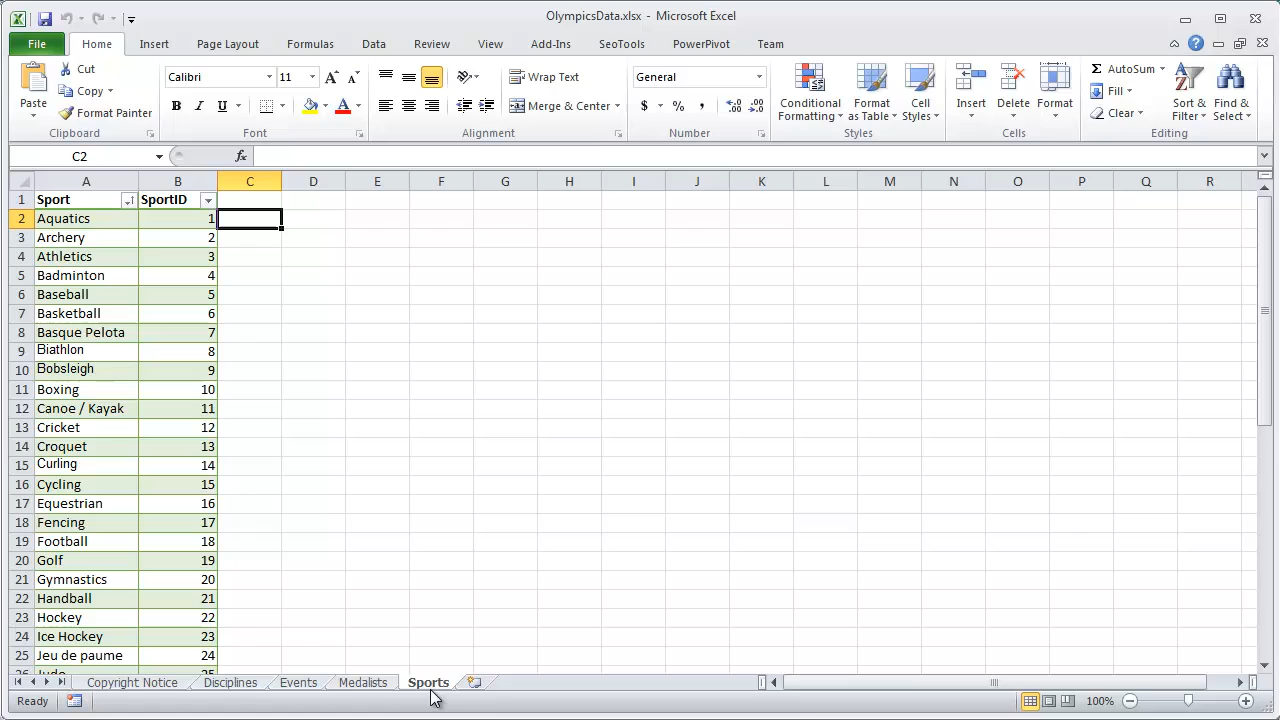 OlympicsData.xlsx - Microsoft Excel
File Home Insert Page Layout Formulas Data Review View Add-Ins SeoTools PowerPivot Team
Paste Cut Copy Format Painter Clipboard
Calibri 11 B I U A Font
Wrap Text Merge & Center Alignment
General $ % , Number
Conditional Formatting Format as Table Cell Styles Styles
Insert Delete Format Cells
Σ AutoSum Fill Clear Sort & Filter Find & Select Editing
C2 fx
A B C D E F G H I J K L M N O P Q R
1 Sport SportID
2 Aquatics 1
3 Archery 2
4 Athletics 3
5 Badminton 4
6 Baseball 5
7 Basketball 6
8 Basque Pelota 7
9 Biathlon 8
10 Bobsleigh 9
11 Boxing 10
12 Canoe / Kayak 11
13 Cricket 12
14 Croquet 13
15 Curling 14
16 Cycling 15
17 Equestrian 16
18 Fencing 17
19 Football 18
20 Golf 19
21 Gymnastics 20
22 Handball 21
23 Hockey 22
24 Ice Hockey 23
25 Jeu de paume 24
26 Judo 25
Copyright Notice Disciplines Events Medalists Sports
Ready 100%